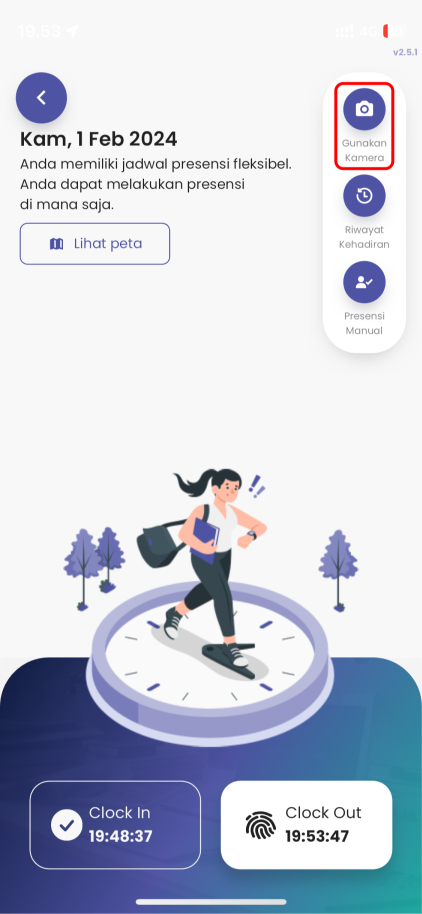 19.53
4G
v2.5.1
Kam, 1 Feb 2024
Anda memiliki jadwal presensi fleksibel.
Anda dapat melakukan presensi
di mana saja.
Lihat peta
Gunakan
Kamera
Riwayat
Kehadiran
Presensi
Manual
Clock In
19:48:37
Clock Out
19:53:47